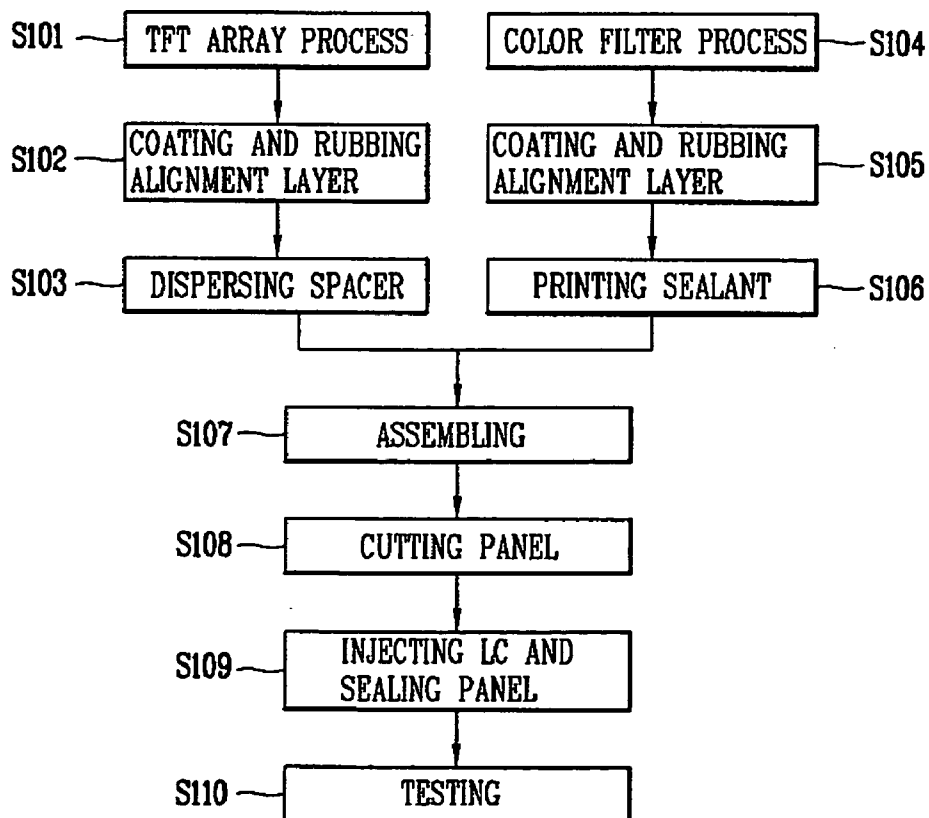 S101
TFT ARRAY PROCESS
COLOR FILTER PROCESS
S104
S102
COATING AND RUBBING
ALIGNMENT LAYER
COATING AND RUBBING
ALIGNMENT LAYER
S105
S103
DISPERSING SPACER
PRINTING SEALANT
S106
S107
ASSEMBLING
S108
CUTTING PANEL
S109
INJECTING LC AND
SEALING PANEL
S110
TESTING